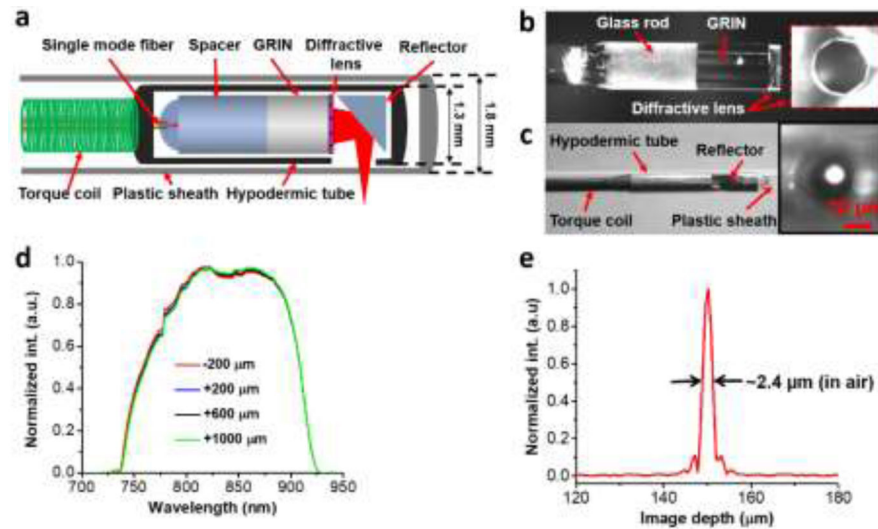 a
Single mode fiber
Spacer
GRIN
Diffractive
lens
Reflector
1.3 mm
1.8 mm
Torque coil
Plastic sheath
Hypodermic tube
b
Glass rod
GRIN
Diffractive lens
c
Hypodermic tube
Reflector
Torque coil
Plastic sheath
d
Normalized int. (a.u.)
1.0
0.8
0.6
0.4
0.2
0.0
-200 μm
+200 μm
+600 μm
+1000 μm
700
750
800
850
900
950
Wavelength (nm)
e
Normalized int. (a.u)
1.0
0.8
0.6
0.4
0.2
0.0
~2.4 μm (in air)
120
140
160
180
Image depth (μm)